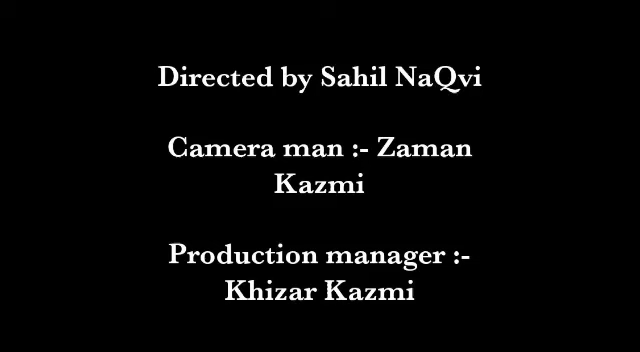 Directed by Sahil NaQvi
Camera man :- Zaman
Kazmi
Production manager :-
Khizar Kazmi